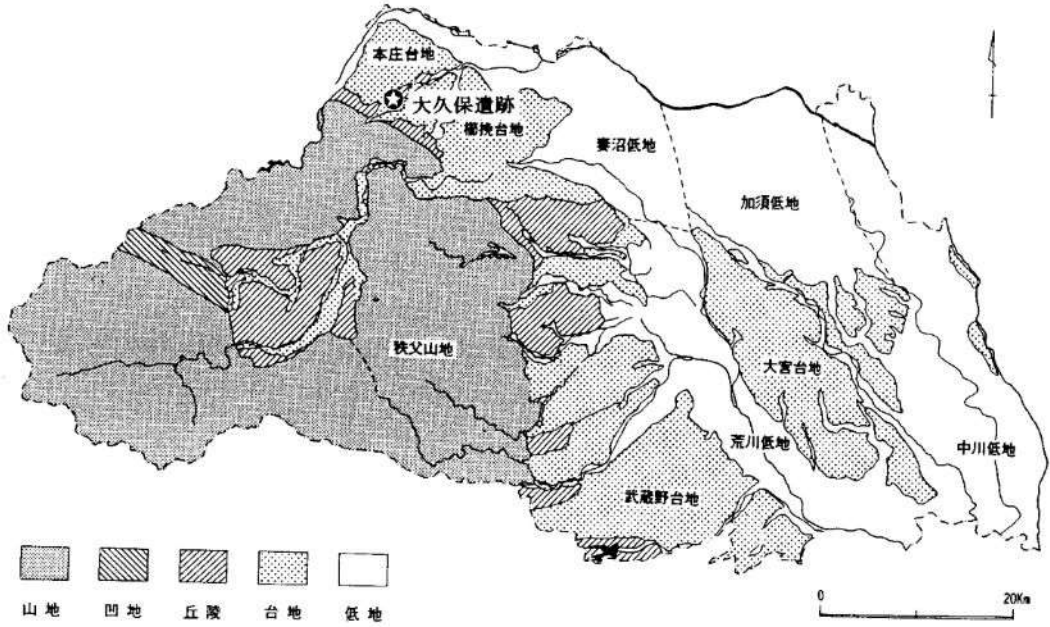 本庄台地
大久保遺跡
櫛挽台地
妻沼低地
加須低地
秩父山地
大宮台地
荒川低地
中川低地
武蔵野台地
山地
凹地
丘陵
台地
低地
0
20Km